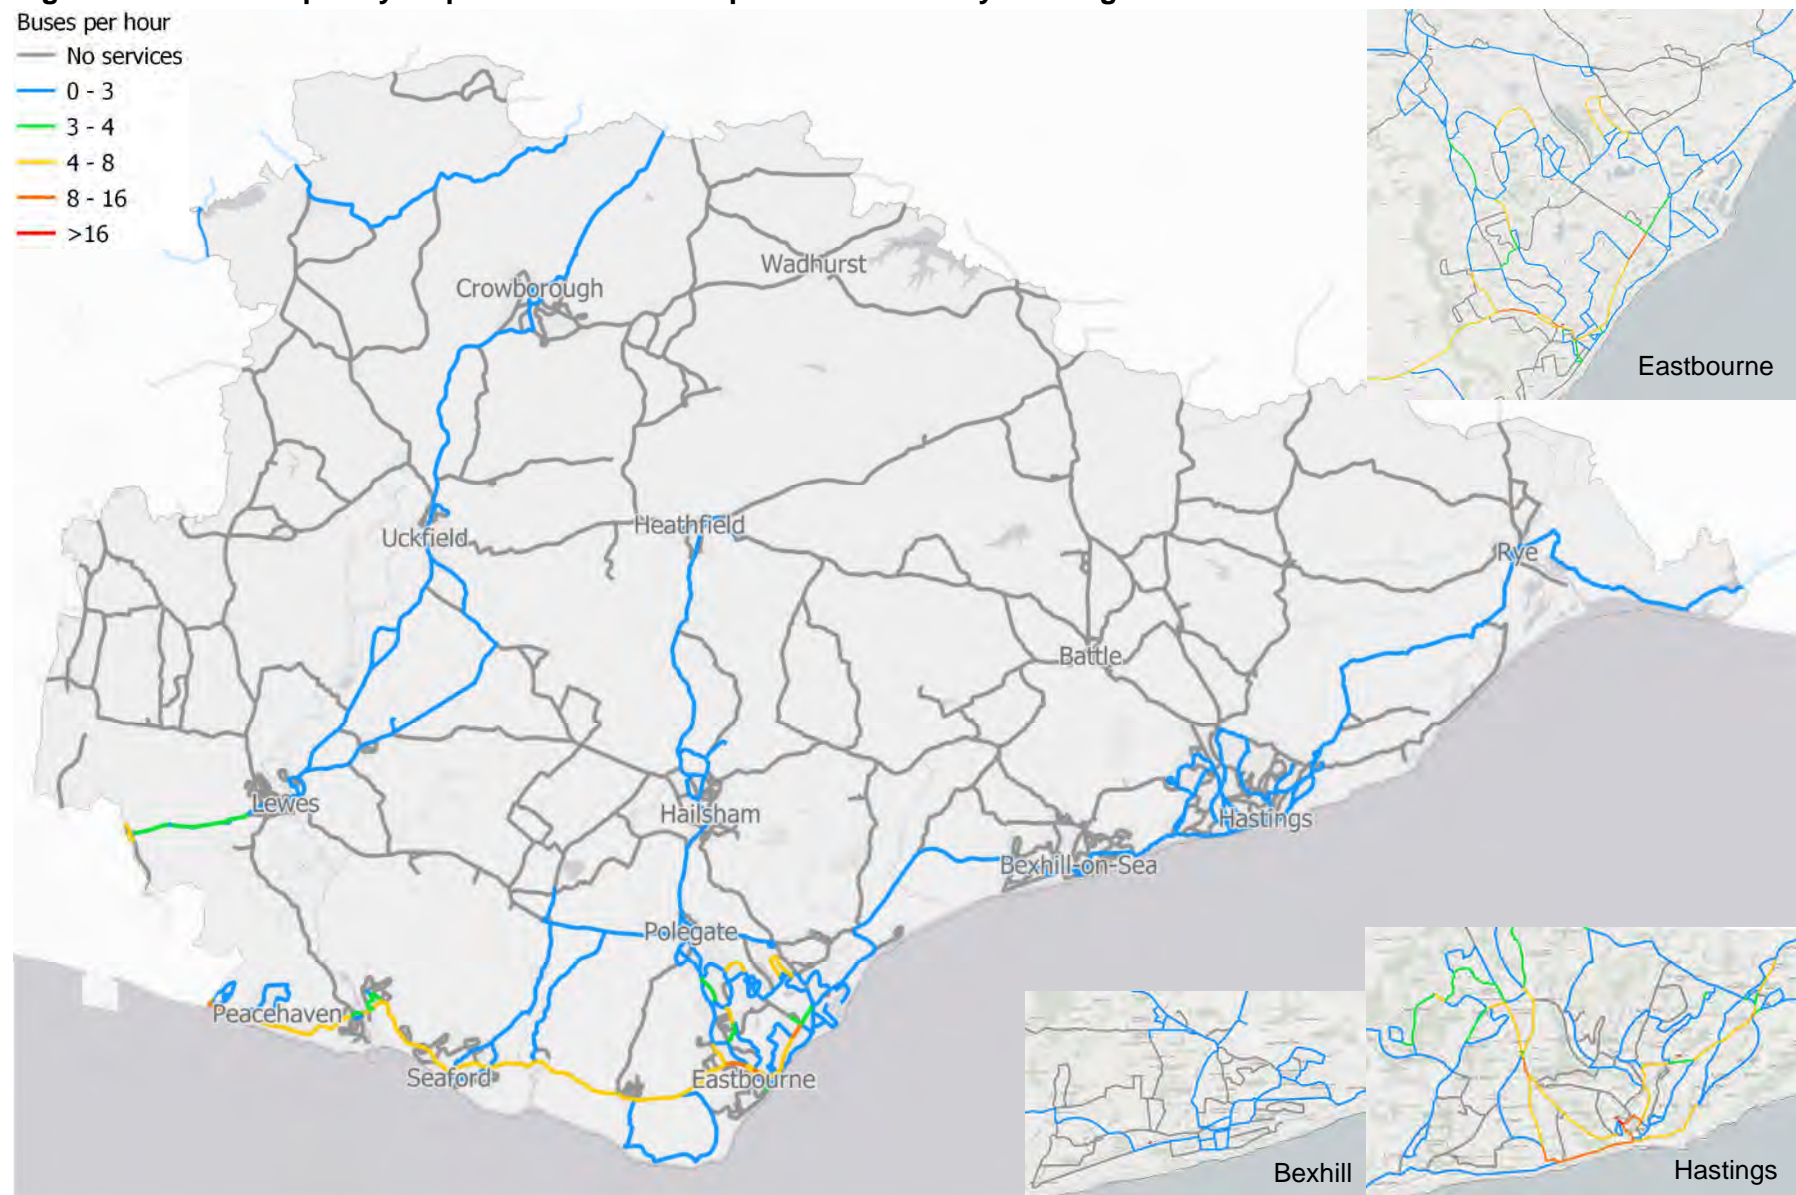 Buses per hour
No services
0 - 3
3 - 4
4 - 8
8 - 16
>16
Eastbourne
Wadhurst
Crowborough
Heathfield
Uckfield
Rye
Battle
Lewes
Hailsham
Hastings
Bexhill-on-Sea
Polegate
Peacehaven
Seaford
Eastbourne
Bexhill
Hastings